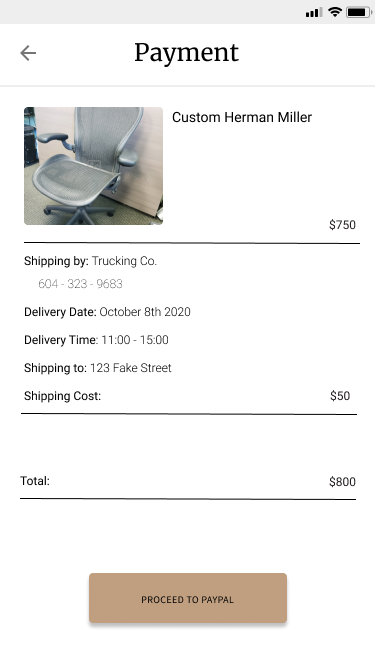 Payment
Custom Herman Miller
$750
Shipping by: Trucking Co.
604 - 323 - 9683
Delivery Date: October 8th 2020
Delivery Time: 11:00 - 15:00
Shipping to: 123 Fake Street
Shipping Cost: $50
Total: $800
PROCEED TO PAYPAL